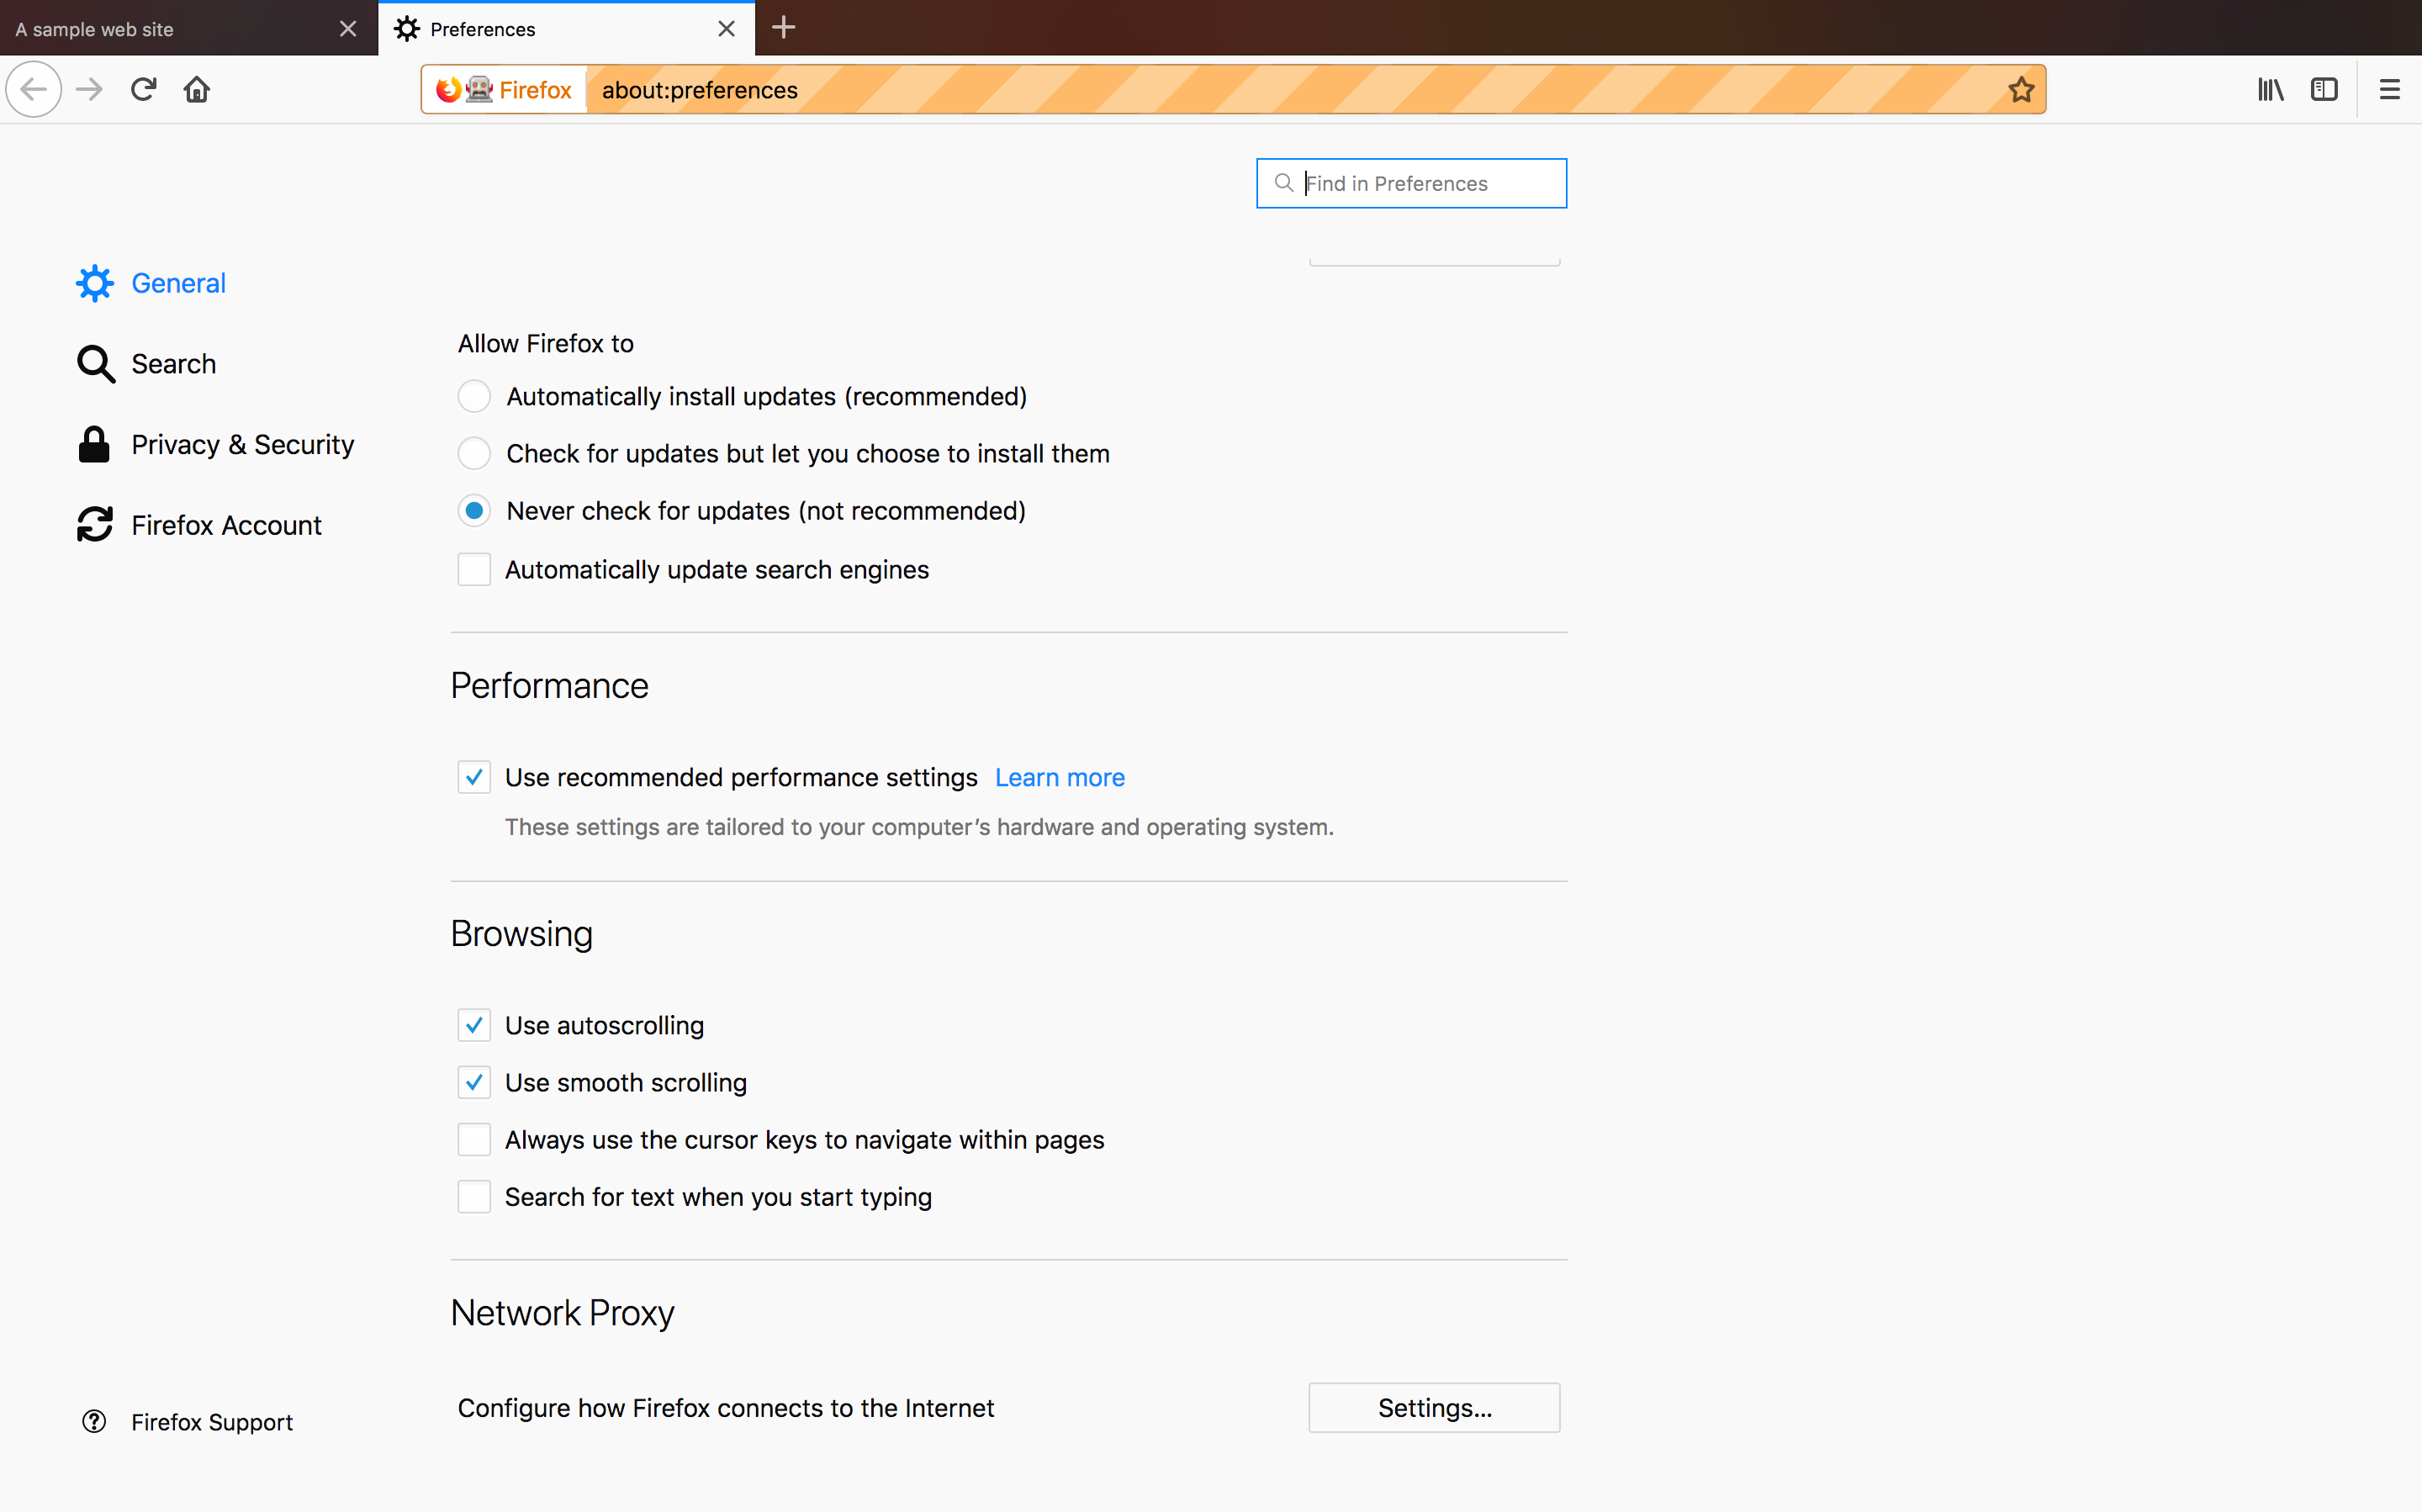 A sample web site
Preferences
Firefox
about:preferences
Find in Preferences
General
Search
Privacy & Security
Firefox Account
Allow Firefox to
Automatically install updates (recommended)
Check for updates but let you choose to install them
Never check for updates (not recommended)
Automatically update search engines
Performance
Use recommended performance settings Learn more
These settings are tailored to your computer’s hardware and operating system.
Browsing
Use autoscrolling
Use smooth scrolling
Always use the cursor keys to navigate within pages
Search for text when you start typing
Network Proxy
Configure how Firefox connects to the Internet
Settings...
Firefox Support